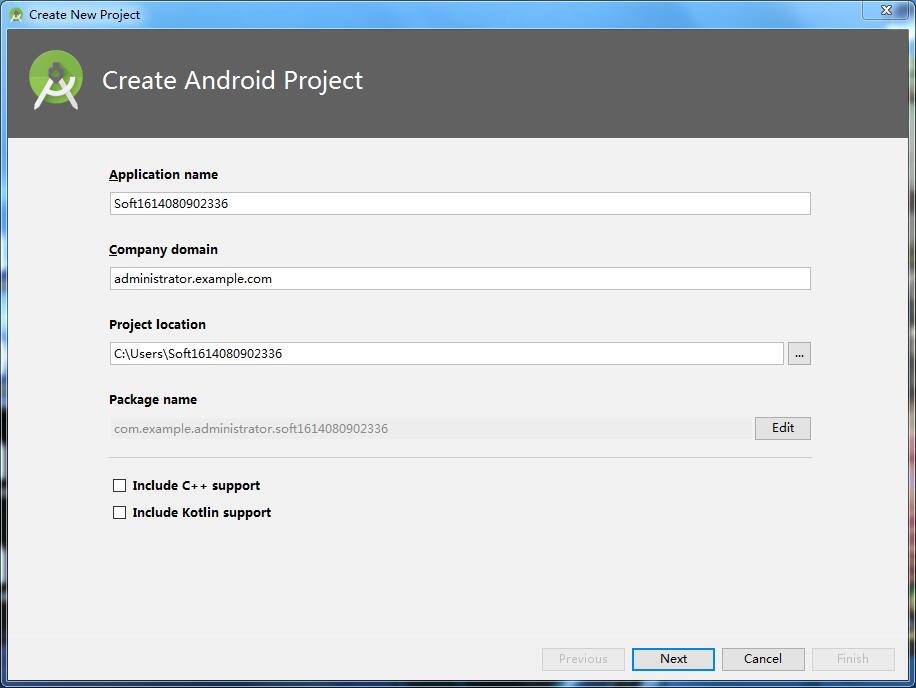 Create New Project
Create Android Project
Application name
Soft1614080902336
Company domain
administrator.example.com
Project location
C:\Users\Soft1614080902336
...
Package name
com.example.administrator.soft1614080902336
Edit
Include C++ support
Include Kotlin support
Previous Next Cancel Finish